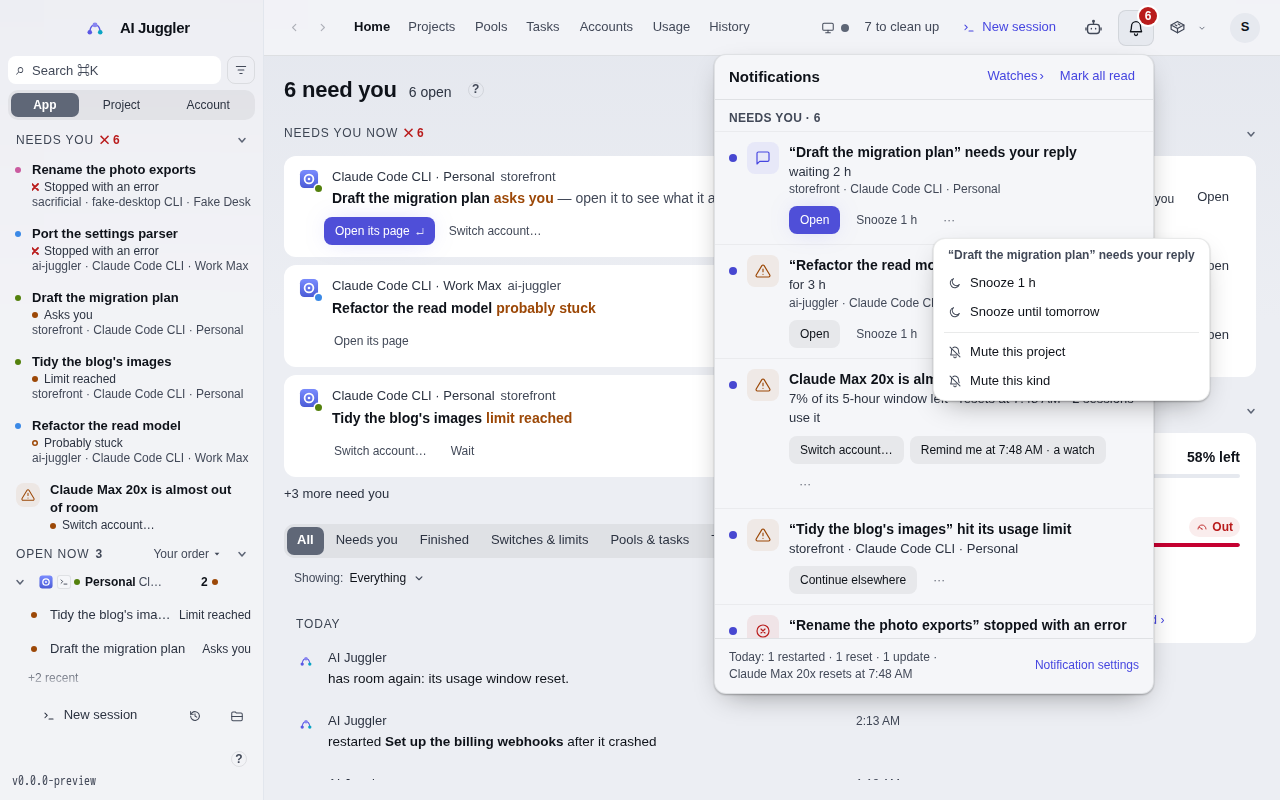 AI Juggler
Search ⌘K
App
Project
Account
NEEDS YOU 6
Rename the photo exports
Stopped with an error
sacrificial · fake-desktop CLI · Fake Desk
Port the settings parser
Stopped with an error
ai-juggler · Claude Code CLI · Work Max
Draft the migration plan
Asks you
storefront · Claude Code CLI · Personal
Tidy the blog's images
Limit reached
storefront · Claude Code CLI · Personal
Refactor the read model
Probably stuck
ai-juggler · Claude Code CLI · Work Max
Claude Max 20x is almost out
of room
Switch account…
OPEN NOW 3
Your order
Personal Cl… 2
Tidy the blog's ima… Limit reached
Draft the migration plan Asks you
+2 recent
New session
?
v0.0.0-preview
Home
Projects
Pools
Tasks
Accounts
Usage
History
7 to clean up
New session
6
S
6 need you 6 open ?
NEEDS YOU NOW 6
Claude Code CLI · Personal storefront
Draft the migration plan asks you — open it to see what it a
Open its page
Switch account…
Claude Code CLI · Work Max ai-juggler
Refactor the read model probably stuck
Open its page
Claude Code CLI · Personal storefront
Tidy the blog's images limit reached
Switch account…
Wait
+3 more need you
All
Needs you
Finished
Switches & limits
Pools & tasks
Showing: Everything
TODAY
AI Juggler
has room again: its usage window reset.
AI Juggler
2:13 AM
restarted Set up the billing webhooks after it crashed
Notifications
Watches ›
Mark all read
NEEDS YOU · 6
“Draft the migration plan” needs your reply
waiting 2 h
storefront · Claude Code CLI · Personal
Open
Snooze 1 h
…
“Refactor the read mo
for 3 h
ai-juggler · Claude Code CL
Open
Snooze 1 h
Claude Max 20x is alm
7% of its 5-hour window left · resets at 7:48 AM · 2 sessions
use it
Switch account…
Remind me at 7:48 AM · a watch
…
“Tidy the blog's images” hit its usage limit
storefront · Claude Code CLI · Personal
Continue elsewhere
…
“Rename the photo exports” stopped with an error
Today: 1 restarted · 1 reset · 1 update ·
Claude Max 20x resets at 7:48 AM
Notification settings
“Draft the migration plan” needs your reply
Snooze 1 h
Snooze until tomorrow
Mute this project
Mute this kind
you
Open
pen
pen
58% left
Out